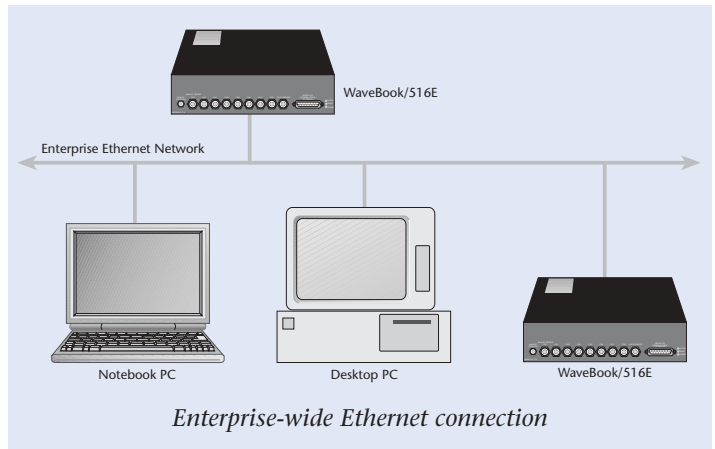 WaveBook/516E
Enterprise Ethernet Network
Notebook PC
Desktop PC
WaveBook/516E
Enterprise-wide Ethernet connection